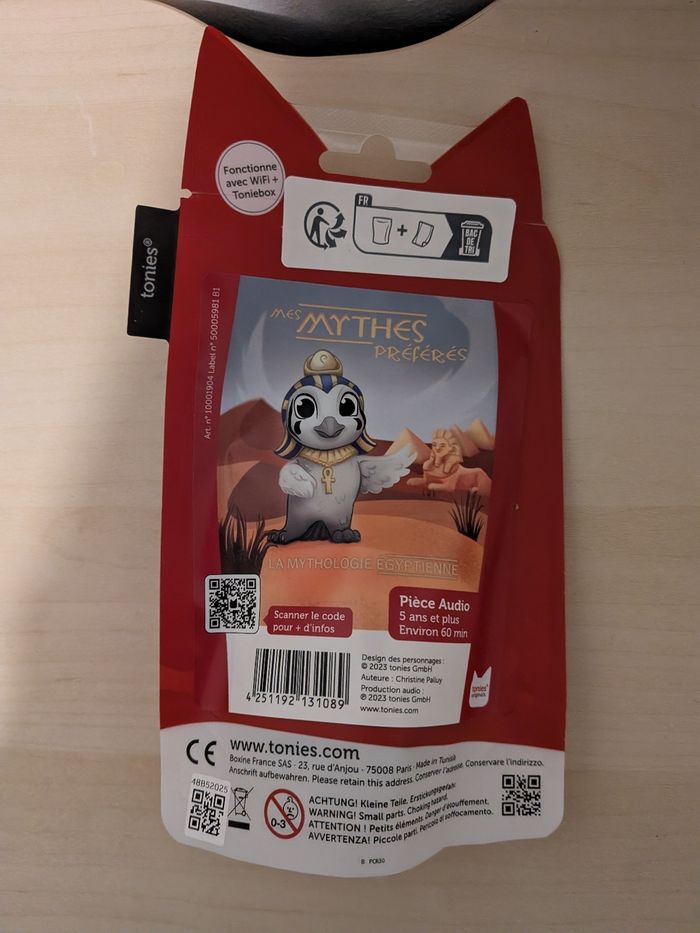 Fonctionne
avec WiFi +
Toniebox
FR
+
BAC
DE
TRI
tonies®
Art. n° 10001904 Label n° 50005981 B1
MES
MYTHES
PRÉFÉRÉS
LA MYTHOLOGIE ÉGYPTIENNE
Scanner le code
pour + d'infos
Pièce Audio
5 ans et plus
Environ 60 min
4 251192 131089
Design des personnages :
© 2023 tonies GmbH
Auteure : Christine Palluy
Production audio :
℗ 2023 tonies GmbH
www.tonies.com
tonies®
originals
CE
www.tonies.com
Boxine France SAS · 23, rue d'Anjou · 75008 Paris · Made in Tunisia
Anschrift aufbewahren. Please retain this address. Conserver l'adresse. Conservare l'indirizzo.
48852025
0-3
ACHTUNG! Kleine Teile. Erstickungsgefahr.
WARNING! Small parts. Choking hazard.
ATTENTION ! Petits éléments. Danger d'étouffement.
AVVERTENZA! Piccole parti. Pericolo di soffocamento.
B PCR30